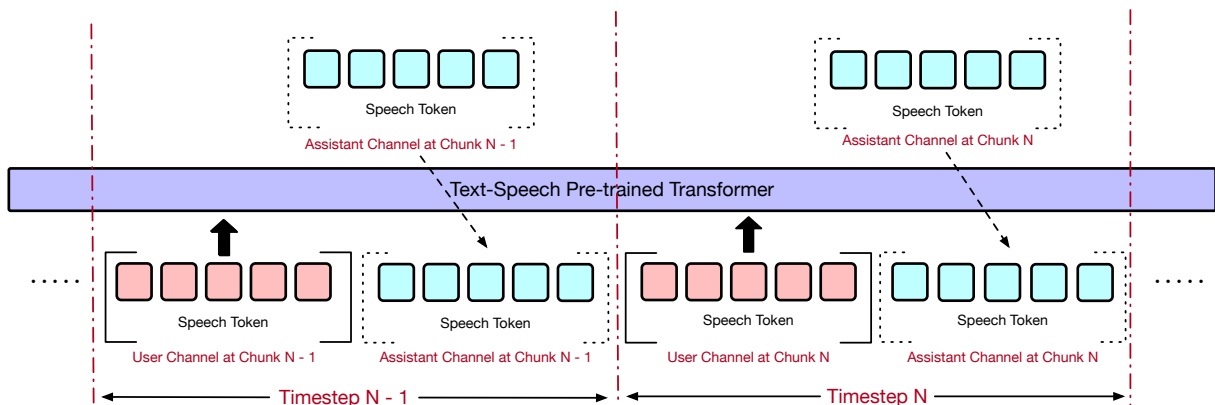 Speech Token
Speech Token
Assistant Channel at Chunk N - 1
Assistant Channel at Chunk N
Text-Speech Pre-trained Transformer
.....
Speech Token
Speech Token
Speech Token
Speech Token
.....
User Channel at Chunk N - 1
Assistant Channel at Chunk N - 1
User Channel at Chunk N
Assistant Channel at Chunk N
Timestep N - 1
Timestep N